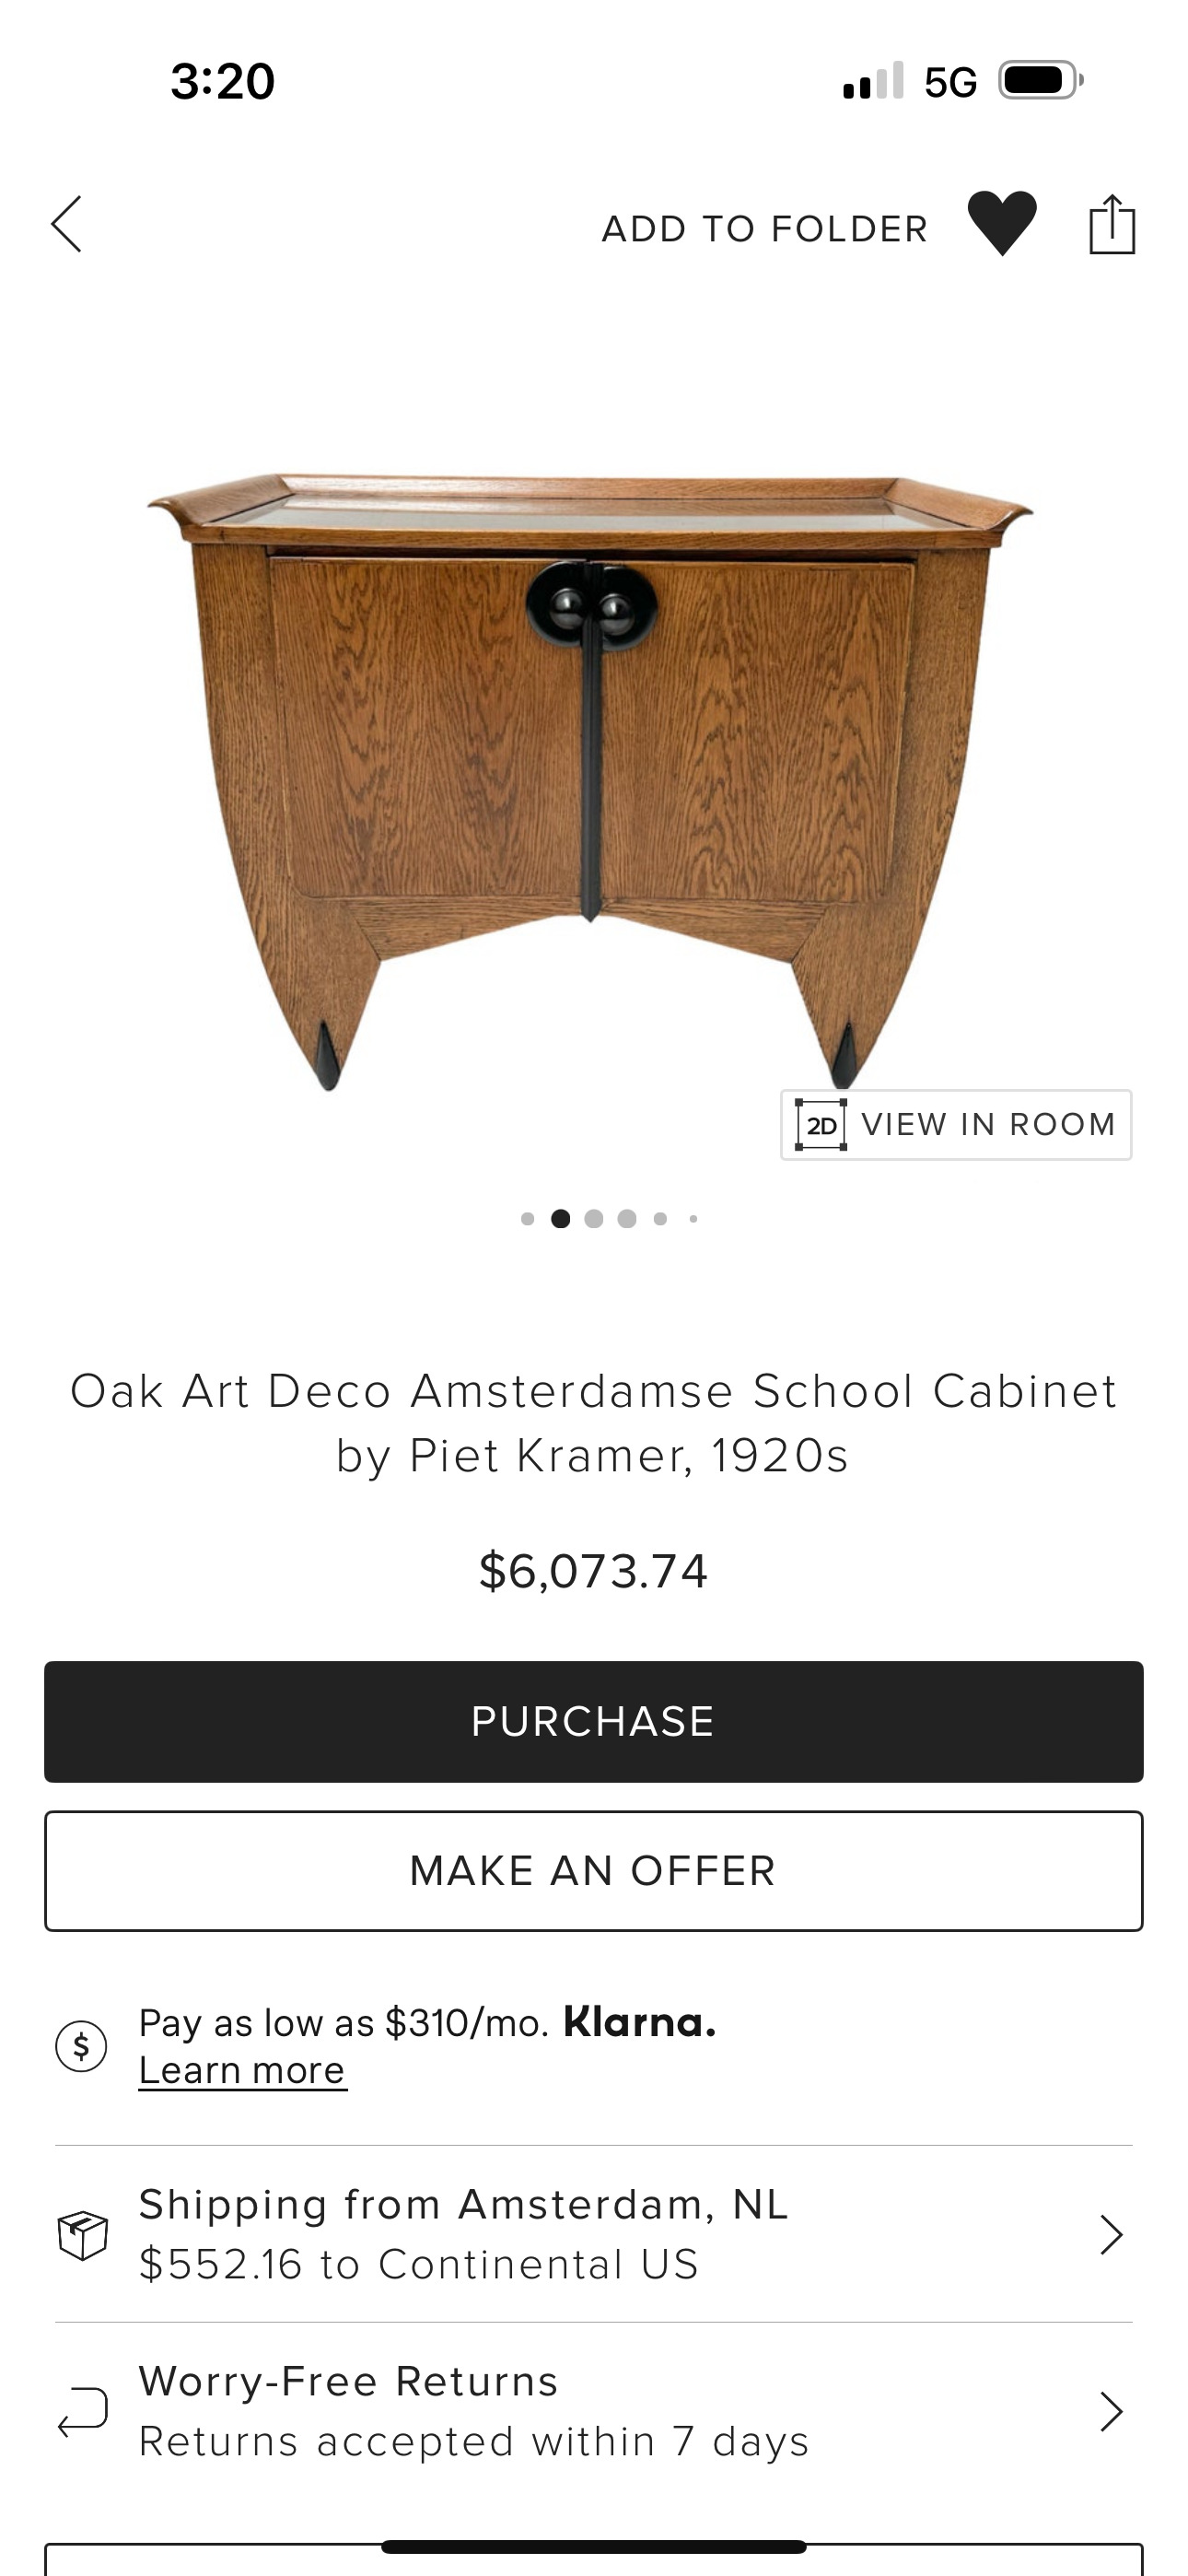 3:20
5G
ADD TO FOLDER
2D VIEW IN ROOM
Oak Art Deco Amsterdamse School Cabinet
by Piet Kramer, 1920s
$6,073.74
PURCHASE
MAKE AN OFFER
$
Pay as low as $310/mo. Klarna.
Learn more
Shipping from Amsterdam, NL
$552.16 to Continental US
Worry-Free Returns
Returns accepted within 7 days